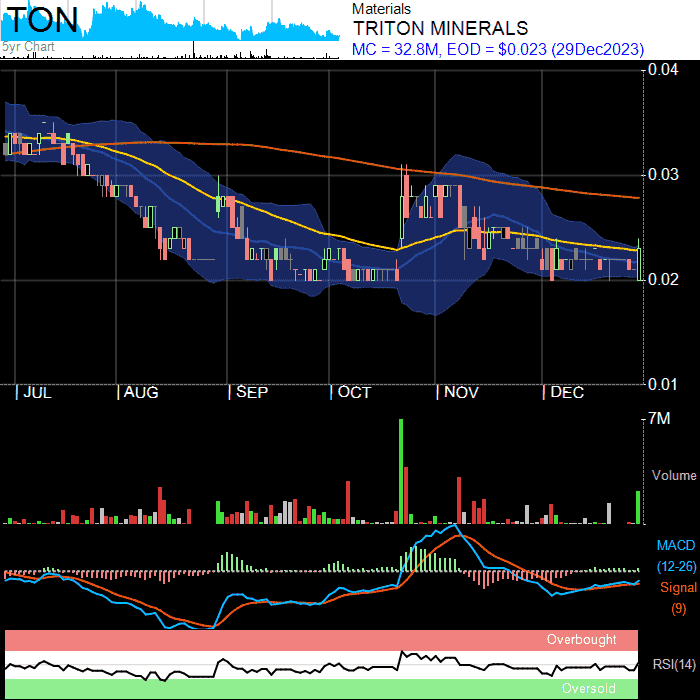 TON
5yr Chart
Materials
TRITON MINERALS
MC = 32.8M, EOD = $0.023 (29Dec2023)
0.04
0.03
0.02
0.01
JUL AUG SEP OCT NOV DEC
7M
Volume
MACD
(12-26)
Signal
(9)
Overbought
RSI(14)
Oversold